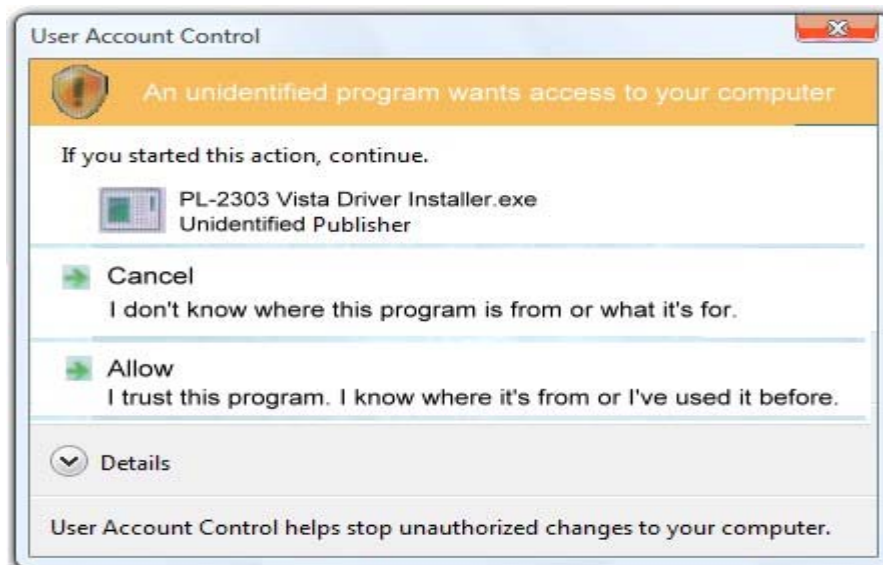 User Account Control
An unidentified program wants access to your computer
If you started this action, continue.
PL-2303 Vista Driver Installer.exe
Unidentified Publisher
Cancel
I don't know where this program is from or what it's for.
Allow
I trust this program. I know where it's from or I've used it before.
Details
User Account Control helps stop unauthorized changes to your computer.